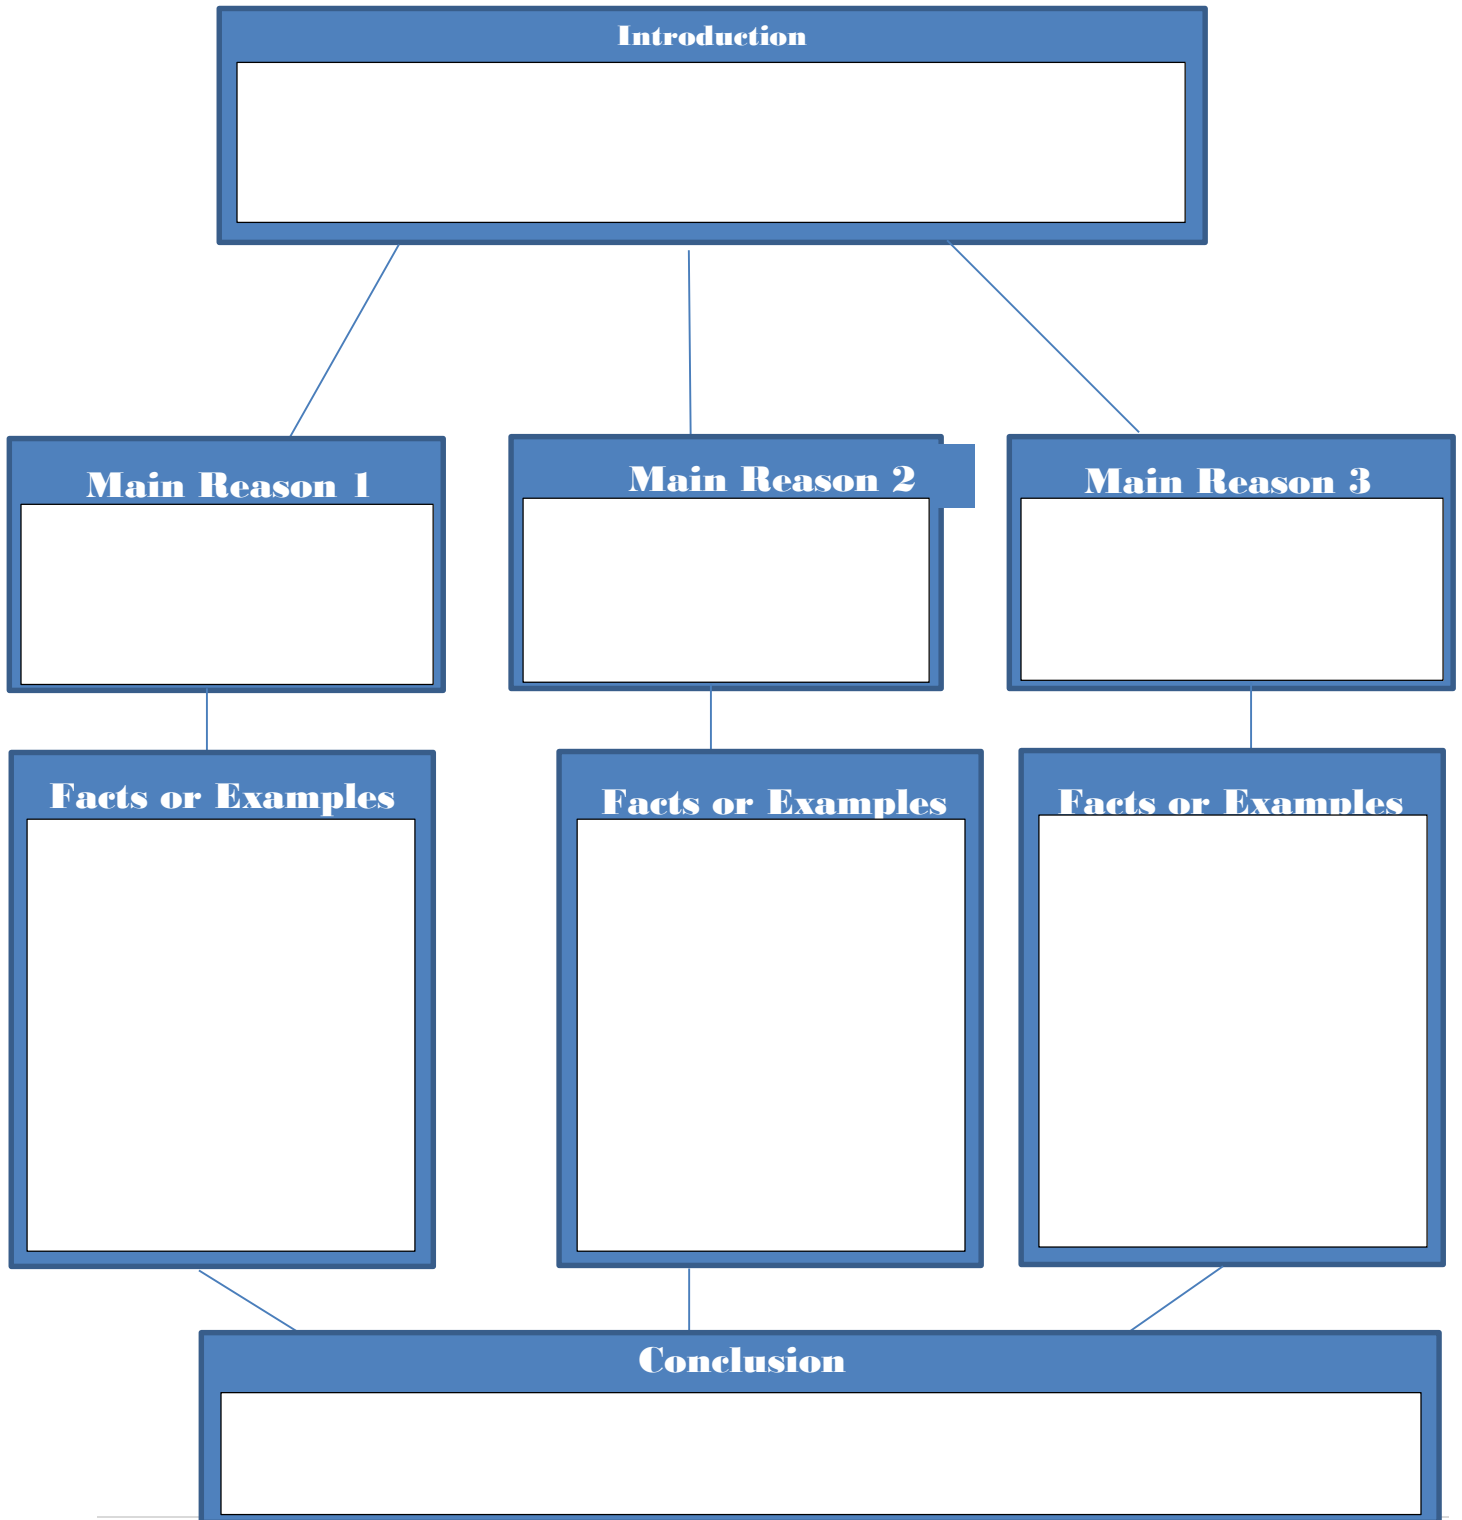 Introduction
Main Reason 1
Main Reason 2
Main Reason 3
Facts or Examples
Facts or Examples
Facts or Examples
Conclusion